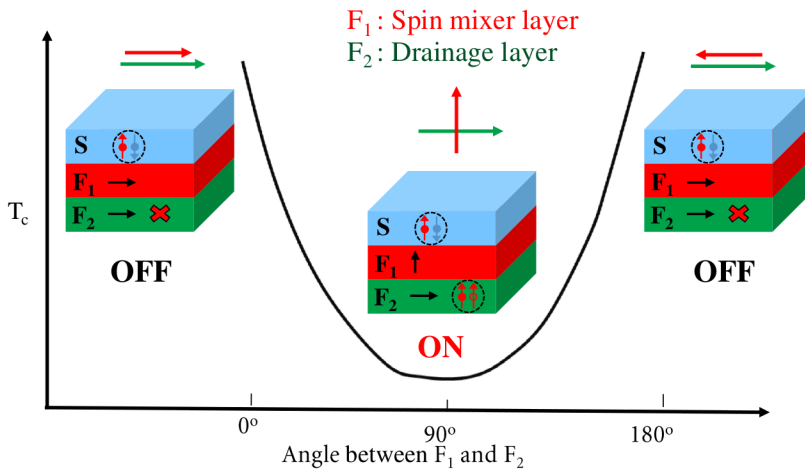 F₁: Spin mixer layer
F₂: Drainage layer
S
F₁
F₂
OFF
S
F₁
F₂
ON
S
F₁
F₂
OFF
T_c
0º
90º
180º
Angle between F₁ and F₂